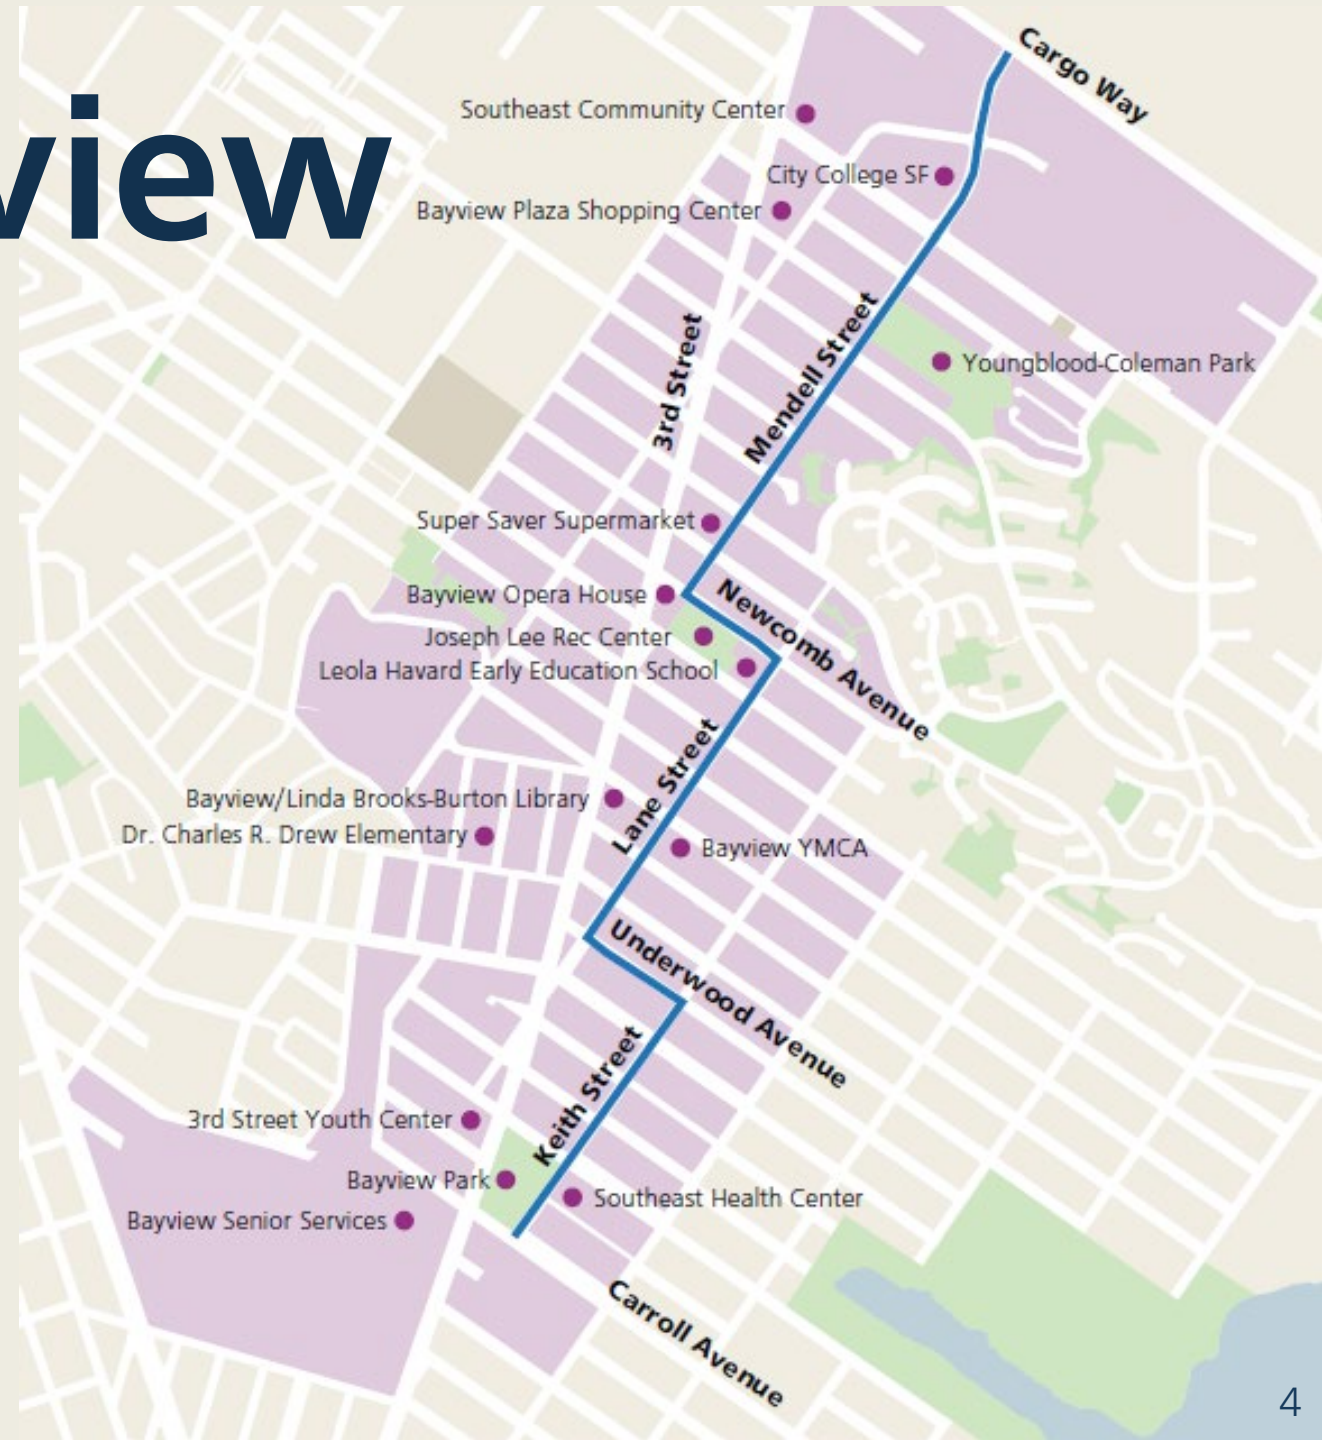 view
Cargo Way
Southeast Community Center
City College SF
Bayview Plaza Shopping Center
3rd Street
Mendell Street
Youngblood-Coleman Park
Super Saver Supermarket
Bayview Opera House
Newcomb Avenue
Joseph Lee Rec Center
Leola Havard Early Education School
Lane Street
Bayview/Linda Brooks-Burton Library
Dr. Charles R. Drew Elementary
Bayview YMCA
Underwood Avenue
Keith Street
3rd Street Youth Center
Bayview Park
Southeast Health Center
Bayview Senior Services
Carroll Avenue
4